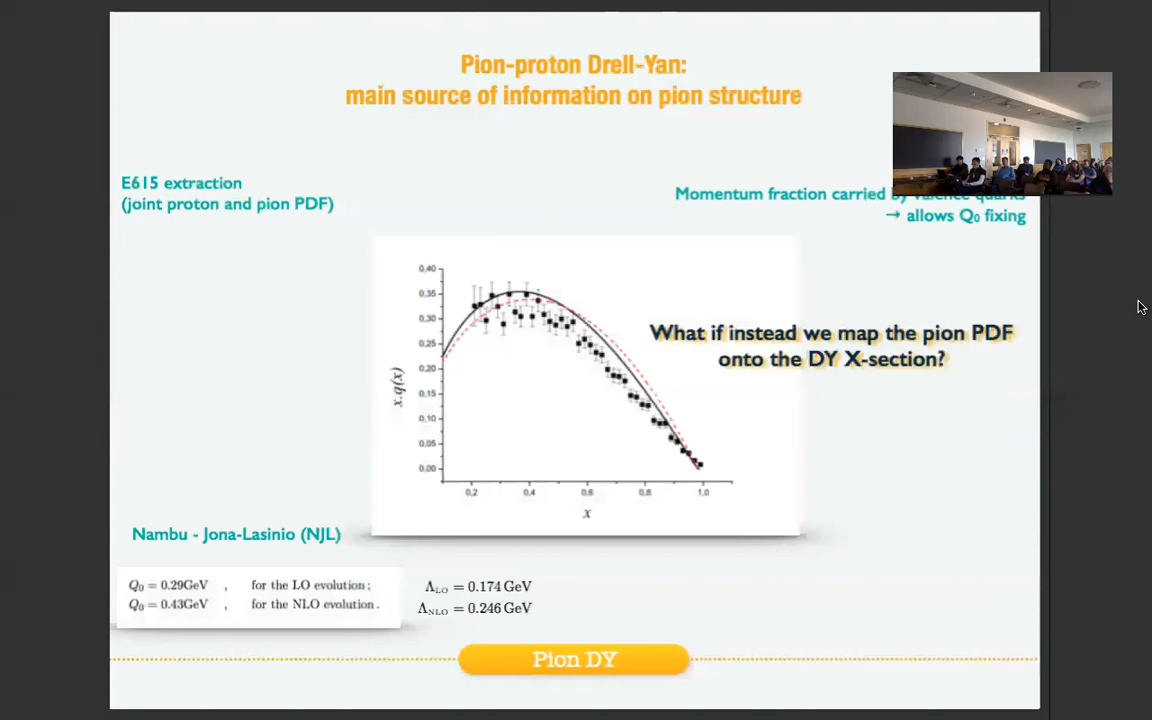 Pion-proton Drell-Yan:
main source of information on pion structure
E615 extraction
(joint proton and pion PDF)
Momentum fraction carried by valence quarks
→ allows Q₀ fixing
0,40
0,35
0,30
0,25
0,20
0,15
0,10
0,05
0,00
x.q(x)
0,2 0,4 0,6 0,8 1,0
x
What if instead we map the pion PDF
onto the DY X-section?
Nambu - Jona-Lasinio (NJL)
Q₀ = 0.29GeV , for the LO evolution;
Q₀ = 0.43GeV , for the NLO evolution.
Λ_LO = 0.174 GeV
Λ_NLO = 0.246 GeV
Pion DY